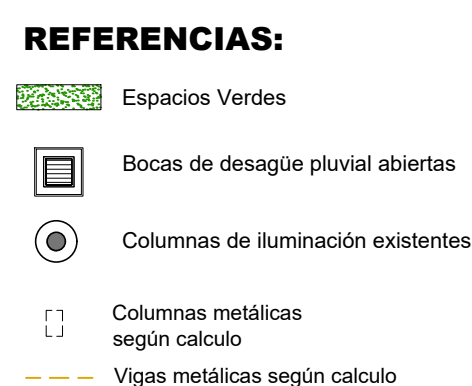 REFERENCIAS:
Espacios Verdes
Bocas de desagüe pluvial abiertas
Columnas de iluminación existentes
Columnas metálicas
según calculo
Vigas metálicas según calculo